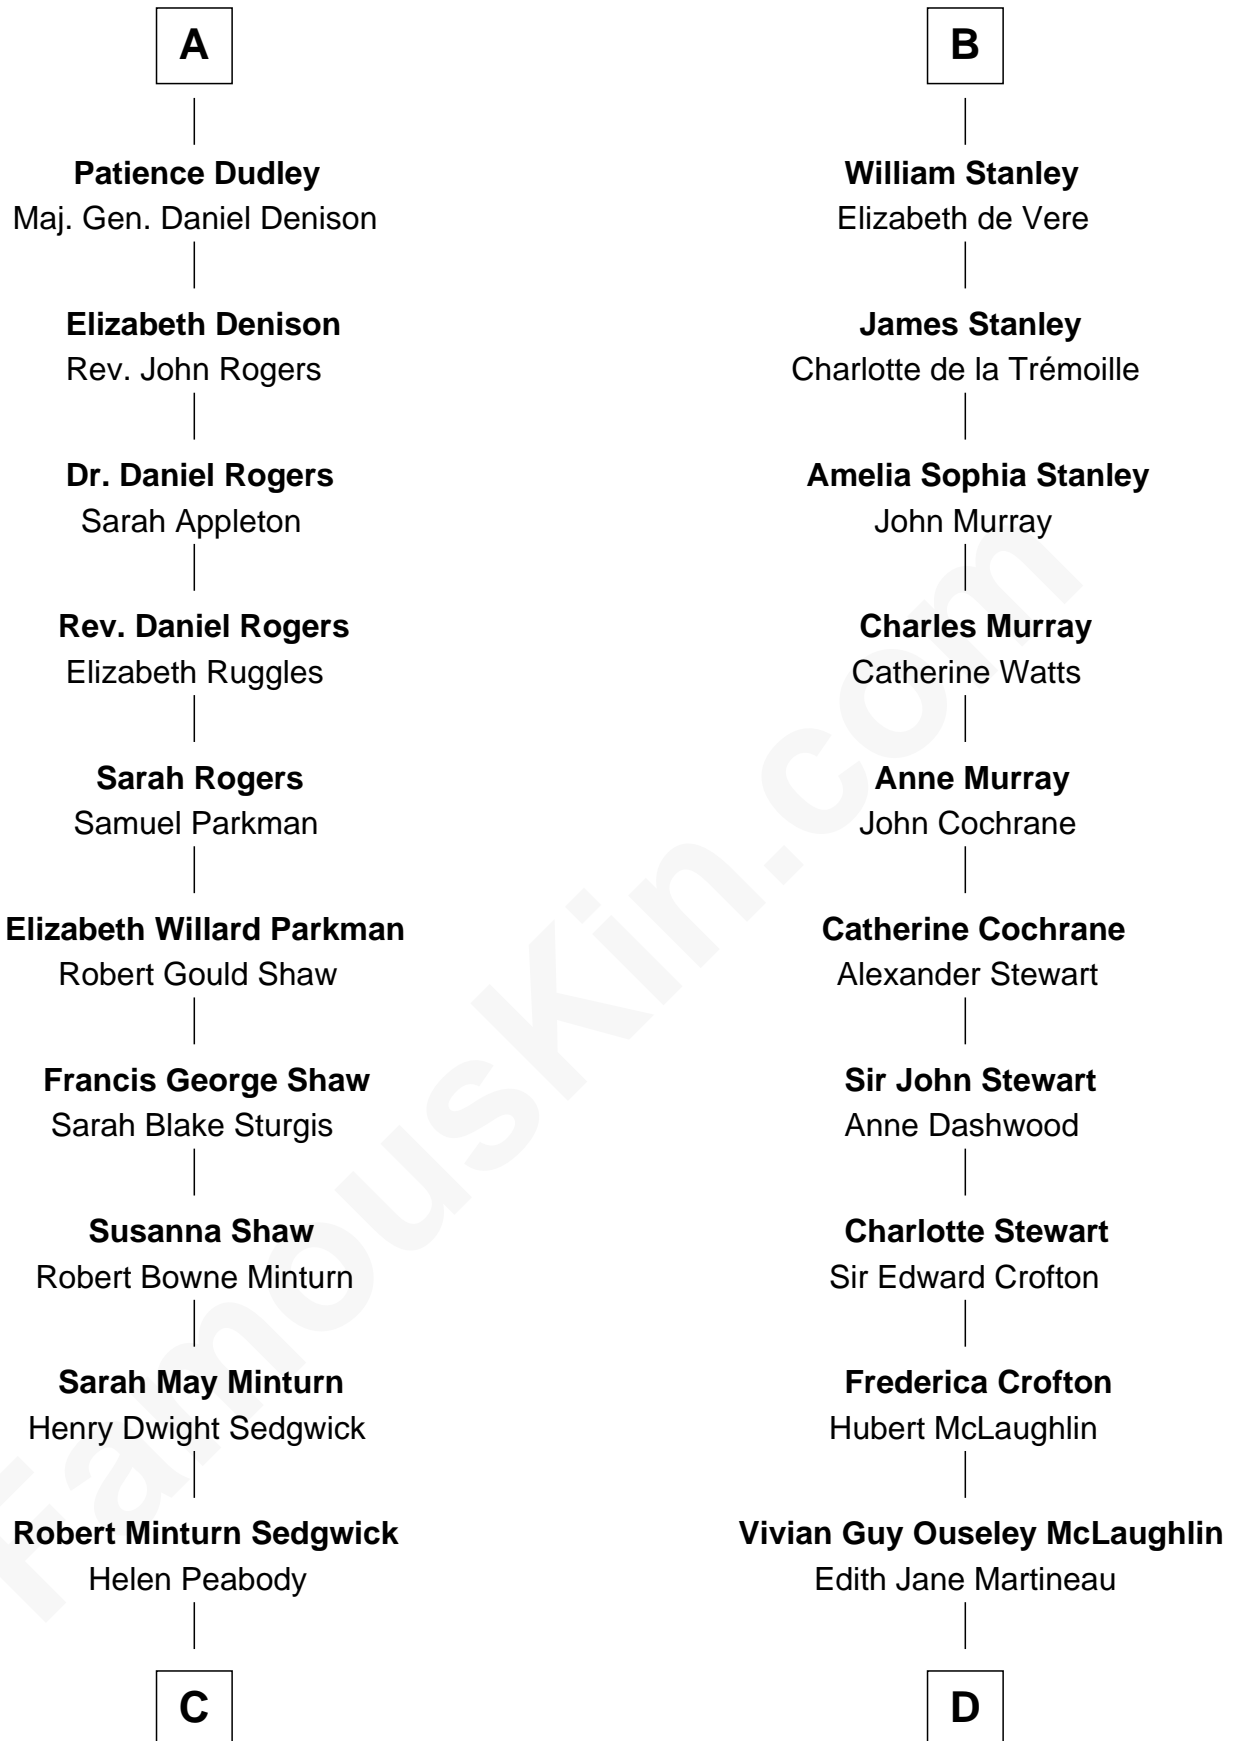 A
Patience Dudley
Maj. Gen. Daniel Denison
Elizabeth Denison
Rev. John Rogers
Dr. Daniel Rogers
Sarah Appleton
Rev. Daniel Rogers
Elizabeth Ruggles
Sarah Rogers
Samuel Parkman
Elizabeth Willard Parkman
Robert Gould Shaw
Francis George Shaw
Sarah Blake Sturgis
Susanna Shaw
Robert Bowne Minturn
Sarah May Minturn
Henry Dwight Sedgwick
Robert Minturn Sedgwick
Helen Peabody
C
B
William Stanley
Elizabeth de Vere
James Stanley
Charlotte de la Trémoille
Amelia Sophia Stanley
John Murray
Charles Murray
Catherine Watts
Anne Murray
John Cochrane
Catherine Cochrane
Alexander Stewart
Sir John Stewart
Anne Dashwood
Charlotte Stewart
Sir Edward Crofton
Frederica Crofton
Hubert McLaughlin
Vivian Guy Ouseley McLaughlin
Edith Jane Martineau
D
FamousKin.com